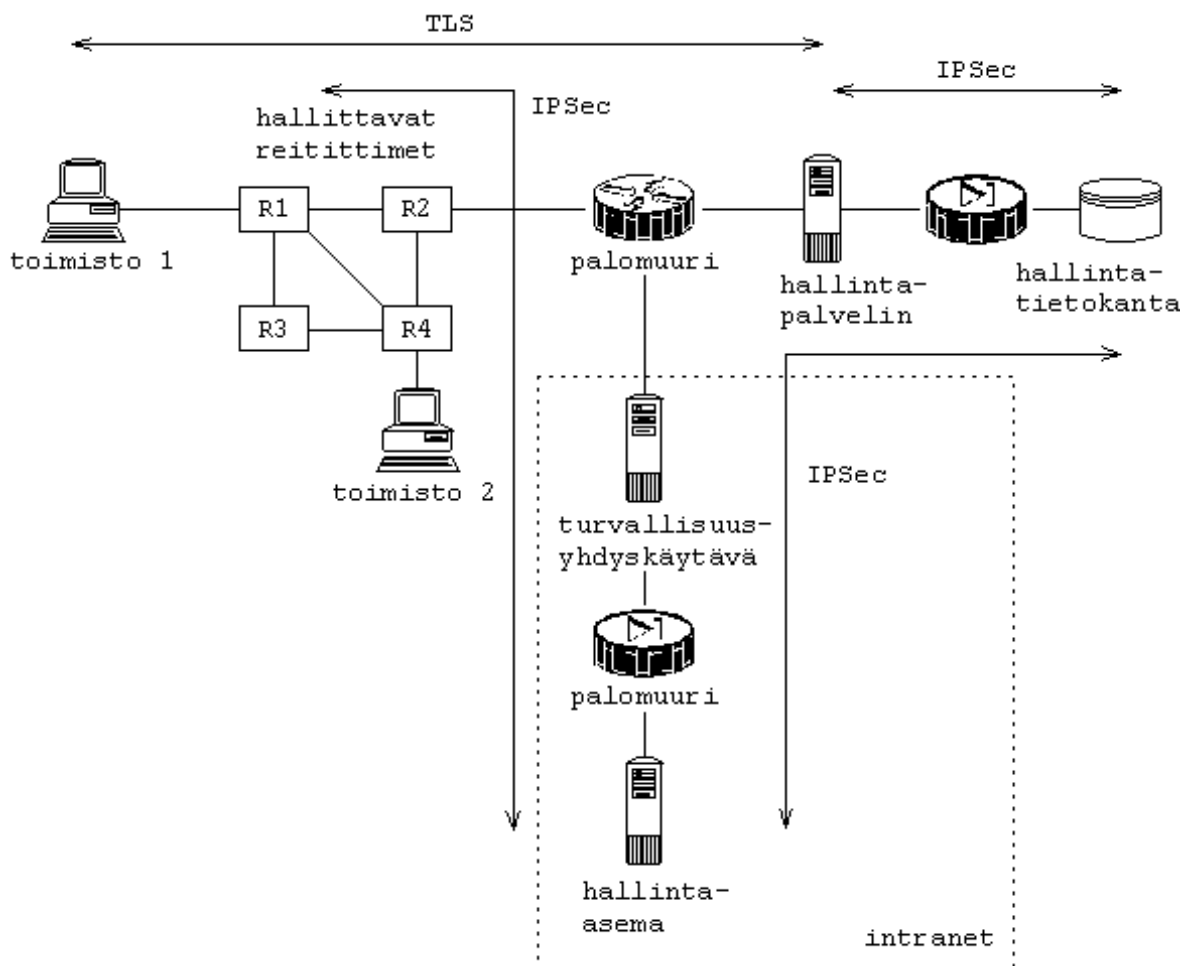 TLS
IPSec
IPSec
hallittavat
reitittimet
R1
R2
toimisto 1
palomuuri
hallinta-
palvelin
hallinta-
tietokanta
R3
R4
toimisto 2
IPSec
turvallisuus-
yhdyskäytävä
palomuuri
hallinta-
asema
intranet